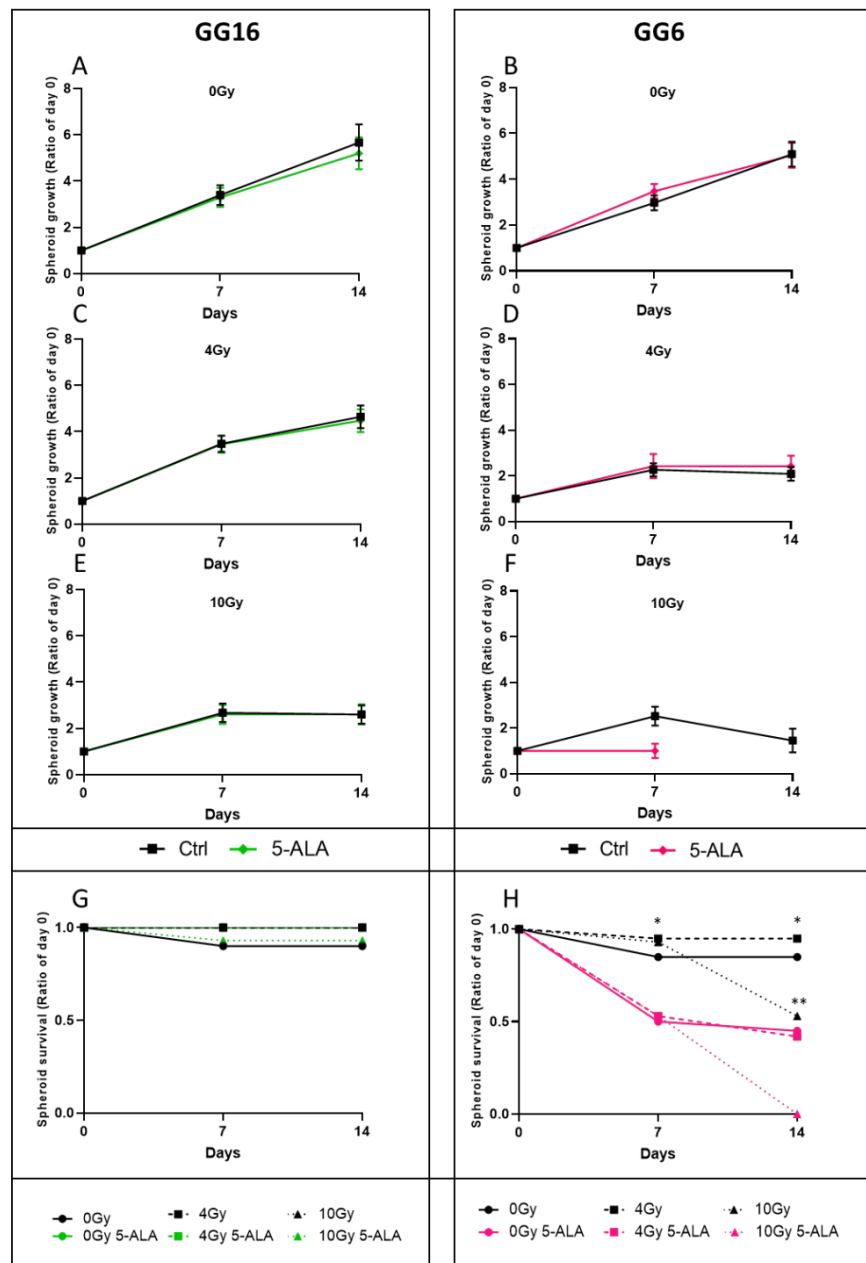 GG16
GG6
A
0Gy
Spheroid growth (Ratio of day 0)
8
6
4
2
0
0
7
14
Days
B
0Gy
Spheroid growth (Ratio of day 0)
8
6
4
2
0
0
7
14
Days
C
4Gy
Spheroid growth (Ratio of day 0)
8
6
4
2
0
0
7
14
Days
D
4Gy
Spheroid growth (Ratio of day 0)
8
6
4
2
0
0
7
14
Days
E
10Gy
Spheroid growth (Ratio of day 0)
8
6
4
2
0
0
7
14
Days
F
10Gy
Spheroid growth (Ratio of day 0)
8
6
4
2
0
0
7
14
Days
Ctrl 5-ALA
Ctrl 5-ALA
G
Spheroid survival (Ratio of day 0)
1.0
0.5
0.0
0
7
14
Days
H
Spheroid survival (Ratio of day 0)
1.0
0.5
0.0
*
*
**
0
7
14
Days
0Gy 4Gy 10Gy
0Gy 5-ALA 4Gy 5-ALA 10Gy 5-ALA
0Gy 4Gy 10Gy
0Gy 5-ALA 4Gy 5-ALA 10Gy 5-ALA